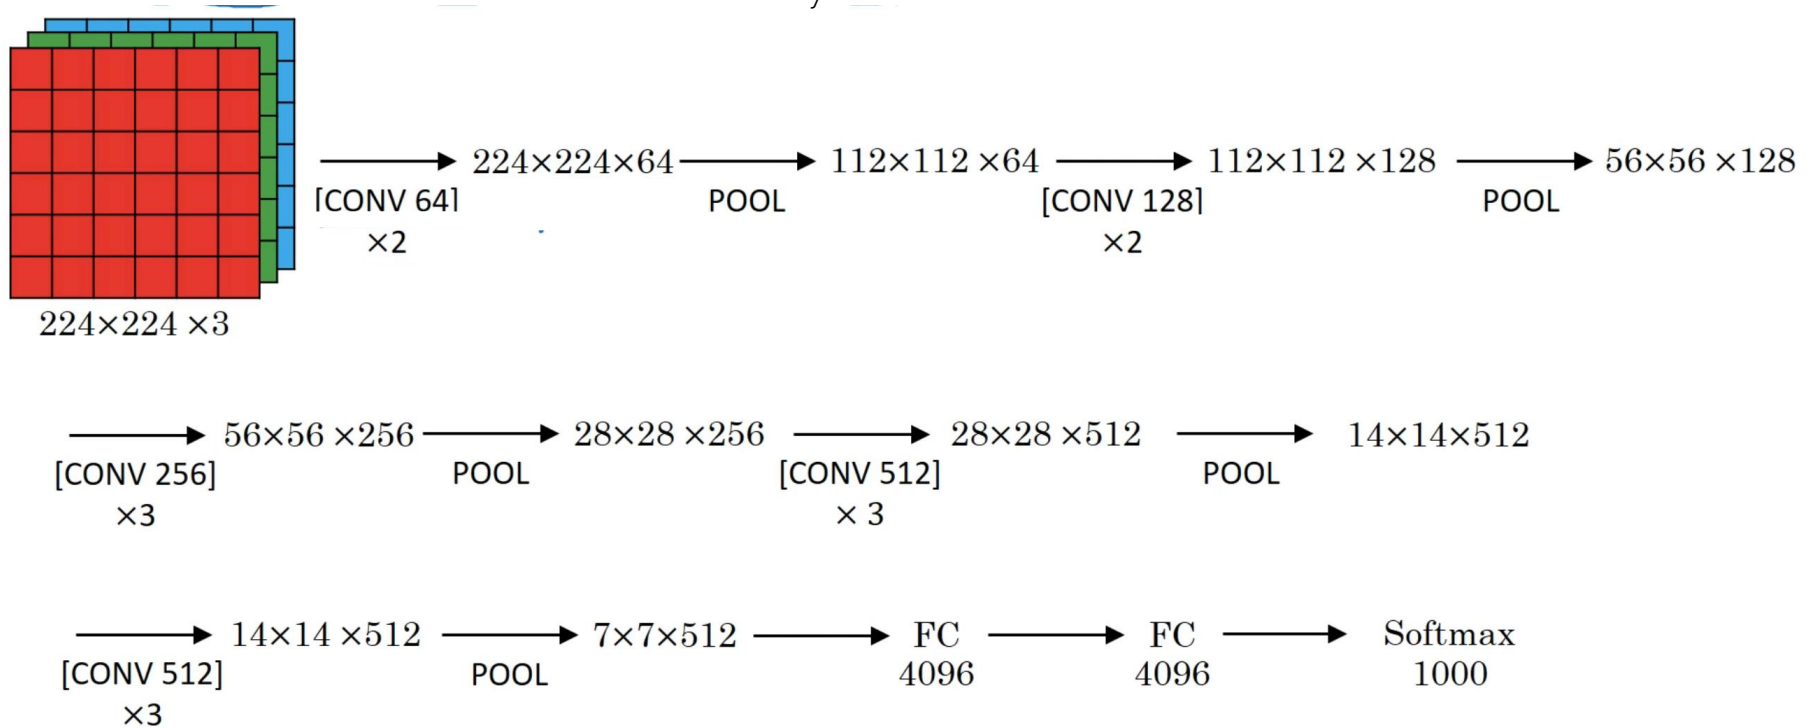 224×224×64 112×112 ×64 112×112 ×128 56×56 ×128
[CONV 64] POOL [CONV 128] POOL
×2 ×2
224×224 ×3
56×56 ×256 28×28 ×256 28×28 ×512 14×14×512
[CONV 256] POOL [CONV 512] POOL
×3 × 3
14×14 ×512 7×7×512 FC FC Softmax
[CONV 512] POOL 4096 4096 1000
×3